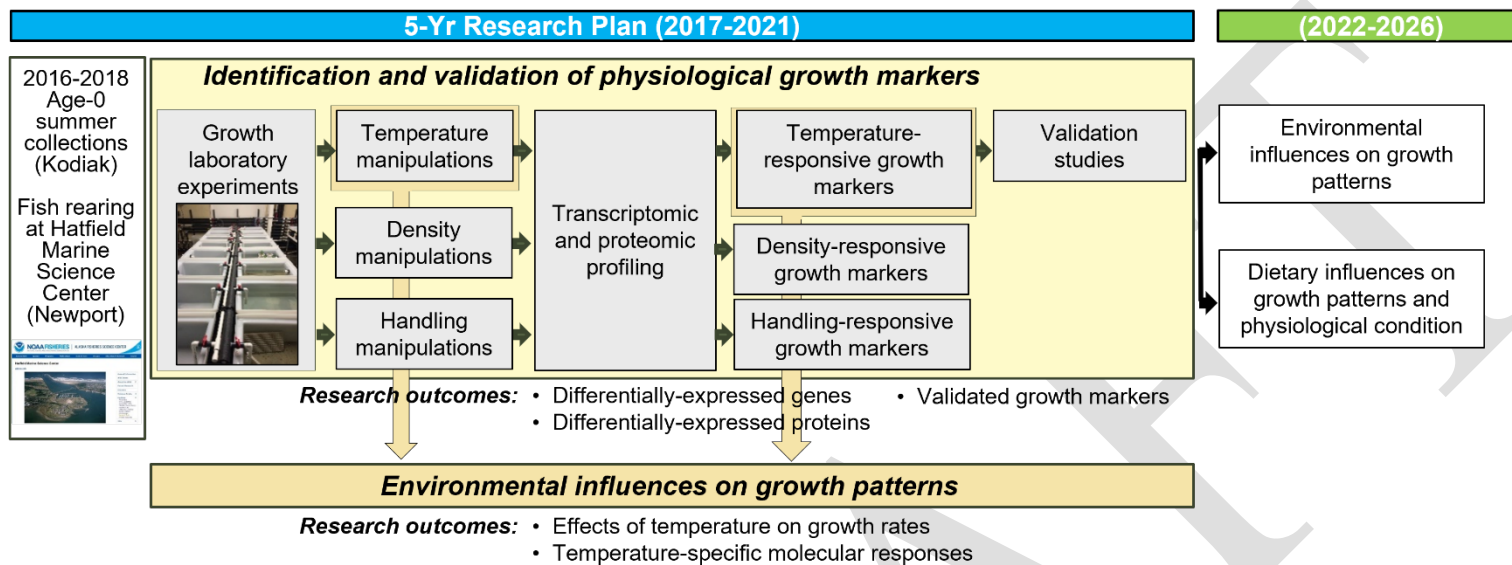 5-Yr Research Plan (2017-2021)
(2022-2026)
2016-2018
Age-0
summer
collections
(Kodiak)
Fish rearing
at Hatfield
Marine
Science
Center
(Newport)
NOAA FISHERIES
ALASKA FISHERIES SCIENCE CENTER
Identification and validation of physiological growth markers
Growth
laboratory
experiments
Temperature
manipulations
Density
manipulations
Handling
manipulations
Transcriptomic
and proteomic
profiling
Temperature-
responsive growth
markers
Density-responsive
growth markers
Handling-responsive
growth markers
Validation
studies
Environmental
influences on growth
patterns
Dietary influences on
growth patterns and
physiological condition
Research outcomes: • Differentially-expressed genes • Validated growth markers
• Differentially-expressed proteins
Environmental influences on growth patterns
Research outcomes: • Effects of temperature on growth rates
• Temperature-specific molecular responses